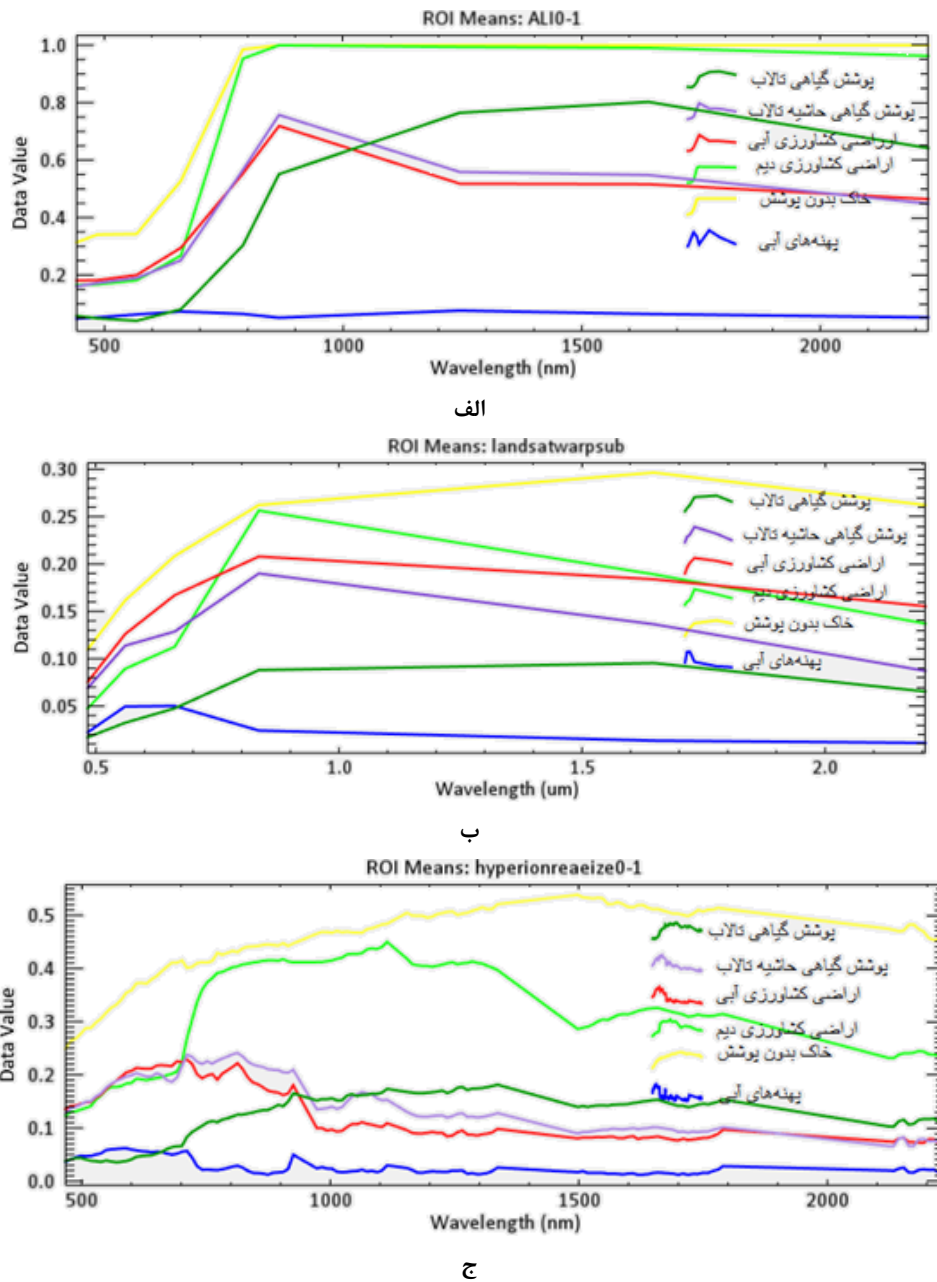 ROI Means: ALI0-1
1.0
0.8
0.6
0.4
0.2
Data Value
پوشش گیاهی تالاب
پوشش گیاهی حاشیه تالاب
ارراضی کشاورزی آبی
اراضی کشاورزی دیم
خاک بدون پوشش
پهنه‌های آبی
500 1000 1500 2000
Wavelength (nm)
الف
ROI Means: landsatwarpsub
0.30
0.25
0.20
0.15
0.10
0.05
Data Value
پوشش گیاهی تالاب
پوشش گیاهی حاشیه تالاب
اراضی کشاورزی آبی
اراضی کشاورزی دیم
خاک بدون پوشش
پهنه‌های آبی
0.5 1.0 1.5 2.0
Wavelength (um)
ب
ROI Means: hyperionreaeize0-1
0.5
0.4
0.3
0.2
0.1
0.0
Data Value
پوشش گیاهی تالاب
پوشش گیاهی حاشیه تالاب
اراضی کشاورزی آبی
اراضی کشاورزی دیم
خاک بدون پوشش
پهنه‌های آبی
500 1000 1500 2000
Wavelength (nm)
ج